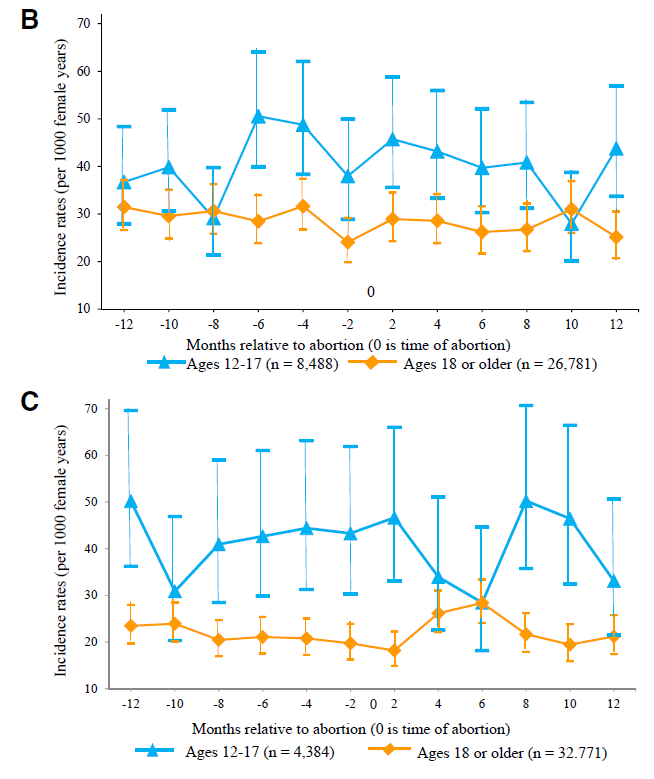 B
Incidence rates (per 1000 female years)
70
60
50
40
30
20
10
0
-12 -10 -8 -6 -4 -2 2 4 6 8 10 12
Months relative to abortion (0 is time of abortion)
Ages 12-17 (n = 8,488) Ages 18 or older (n = 26,781)
C
Incidence rates (per 1000 female years)
70
60
50
40
30
20
10
-12 -10 -8 -6 -4 -2 0 2 4 6 8 10 12
Months relative to abortion (0 is time of abortion)
Ages 12-17 (n = 4,384) Ages 18 or older (n = 32.771)